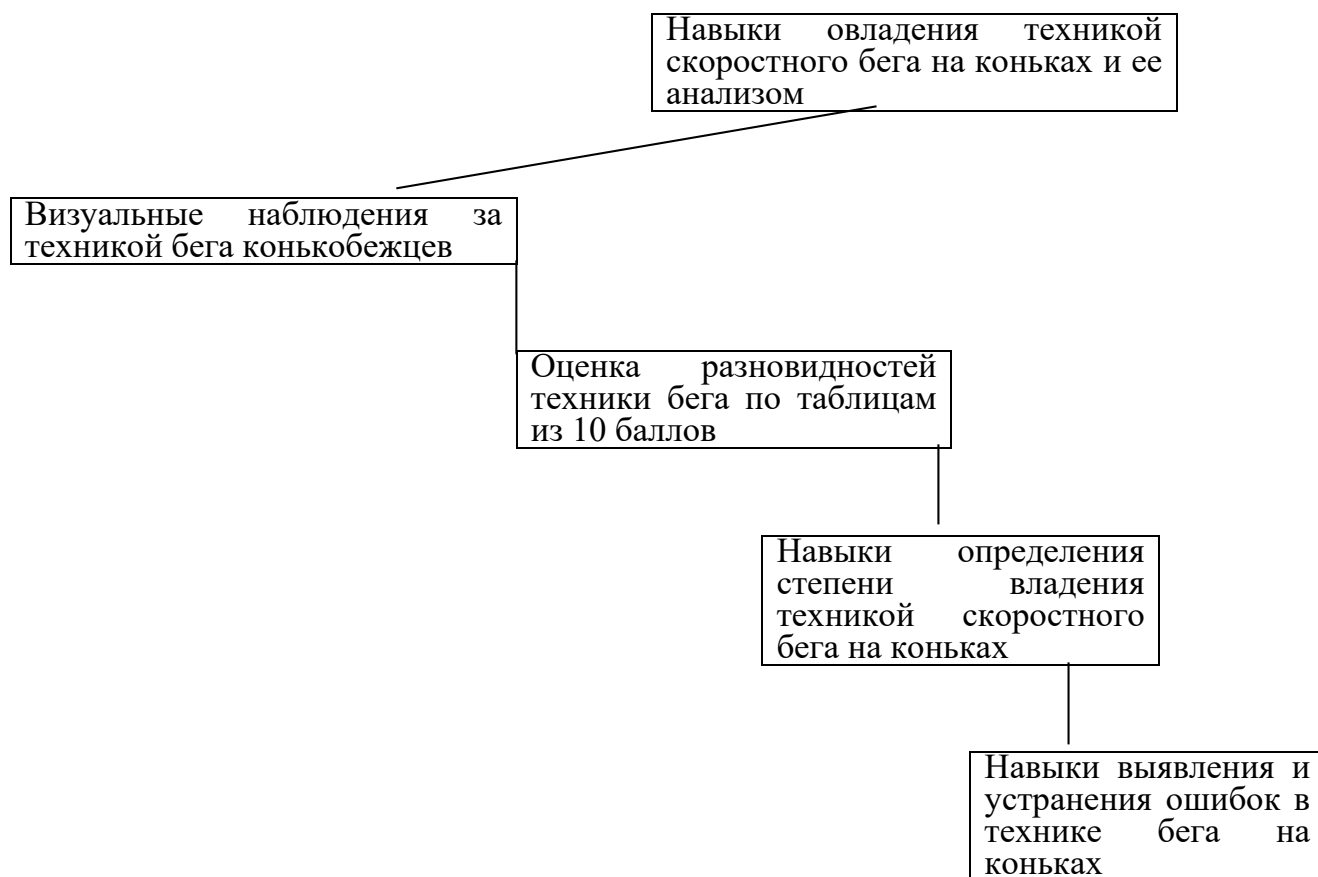 Навыки овладения техникой
скоростного бега на коньках и ее
анализом
Визуальные наблюдения за
техникой бега конькобежцев
Оценка разновидностей
техники бега по таблицам
из 10 баллов
Навыки определения
степени владения
техникой скоростного
бега на коньках
Навыки выявления и
устранения ошибок в
технике бега на
коньках